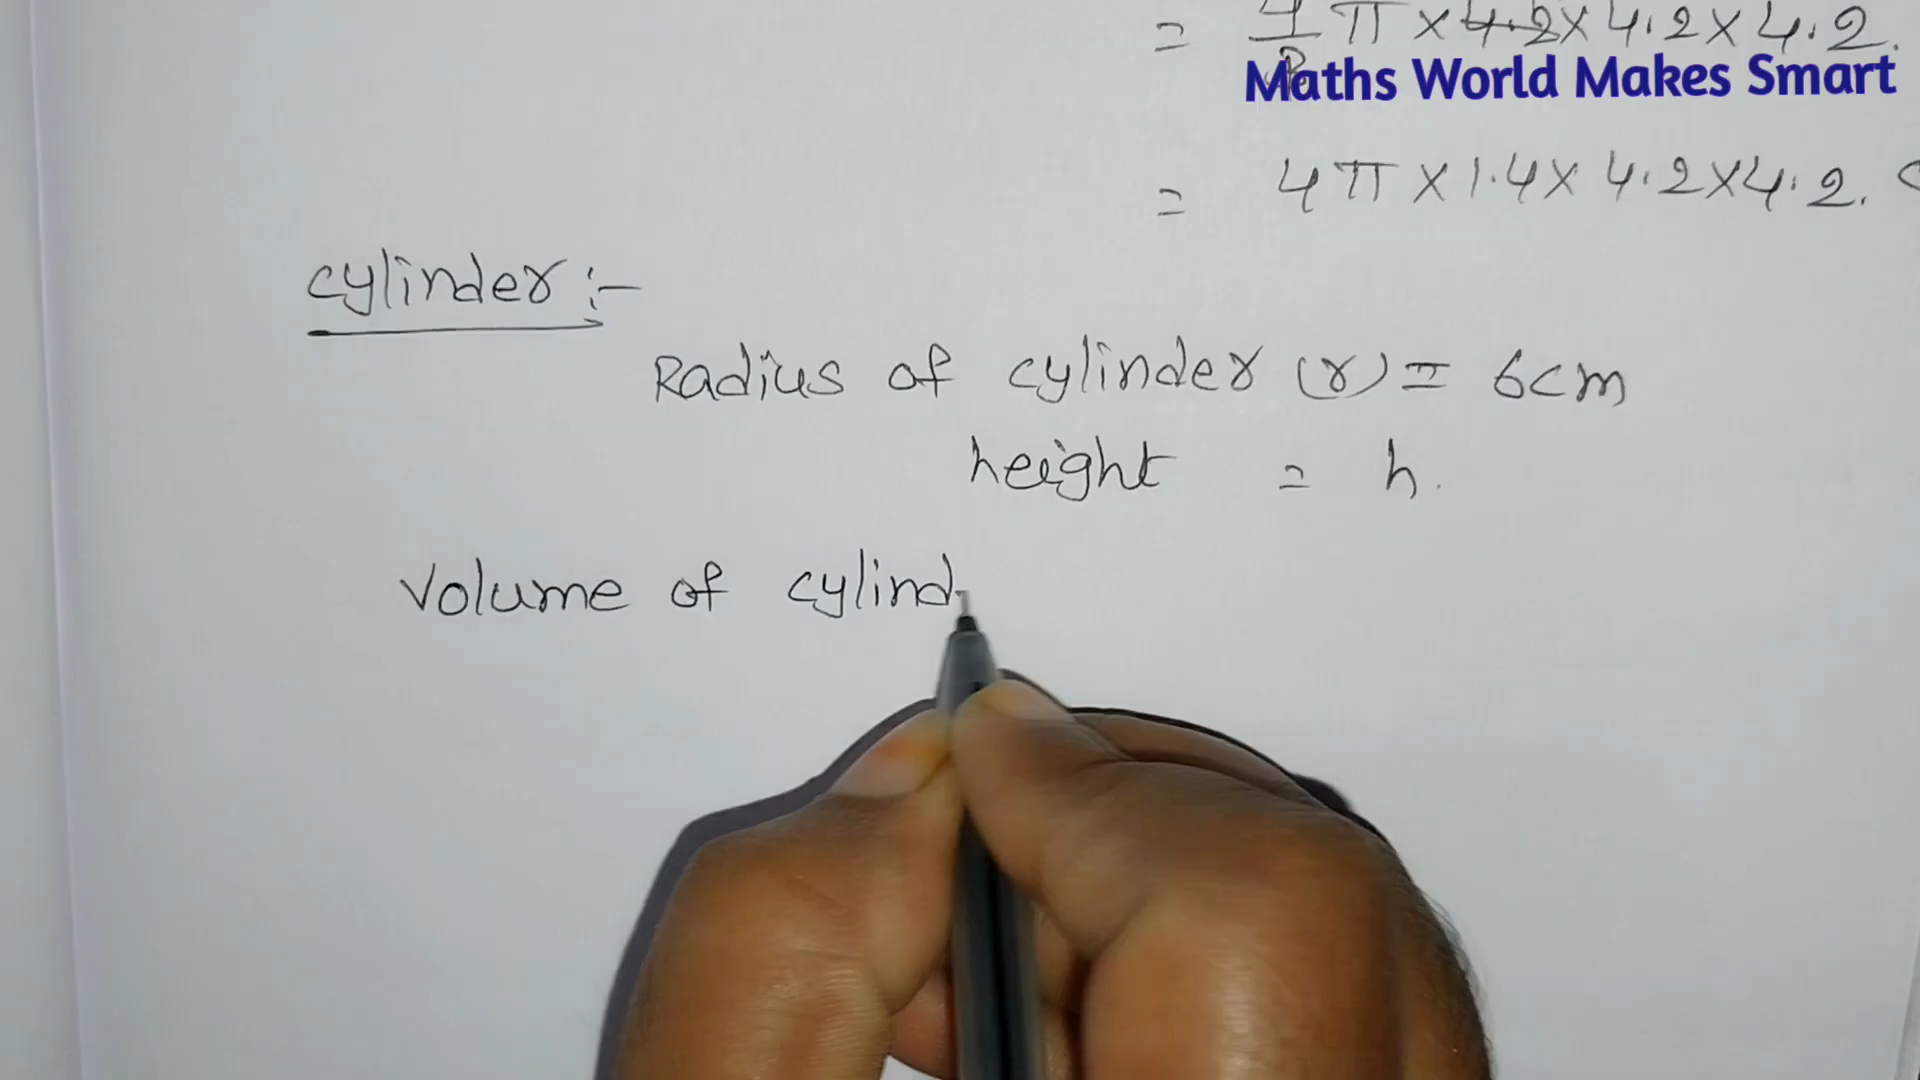 = 4/3 π × 4.2 × 4.2 × 4.2.
Maths World Makes Smart
= 4 π × 1.4 × 4.2 × 4.2.
cylinder :-
Radius of cylinder (r) = 6cm
height = h.
Volume of cylind